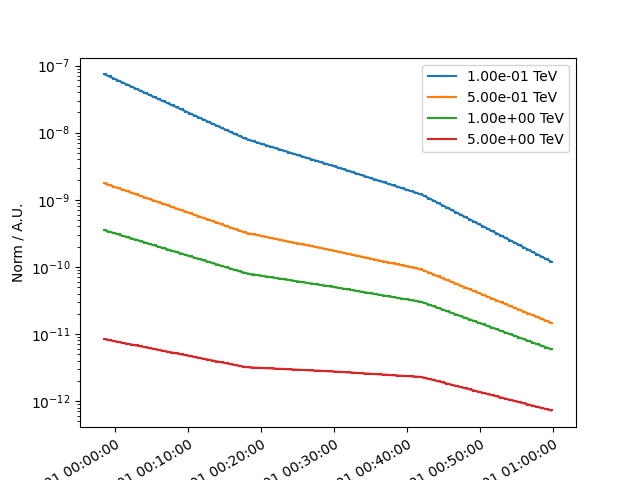 10⁻⁷
10⁻⁸
10⁻⁹
10⁻¹⁰
10⁻¹¹
10⁻¹²
Norm / A.U.
1.00e-01 TeV
5.00e-01 TeV
1.00e+00 TeV
5.00e+00 TeV
01 00:00:00
01 00:10:00
01 00:20:00
01 00:30:00
01 00:40:00
01 00:50:00
01 01:00:00